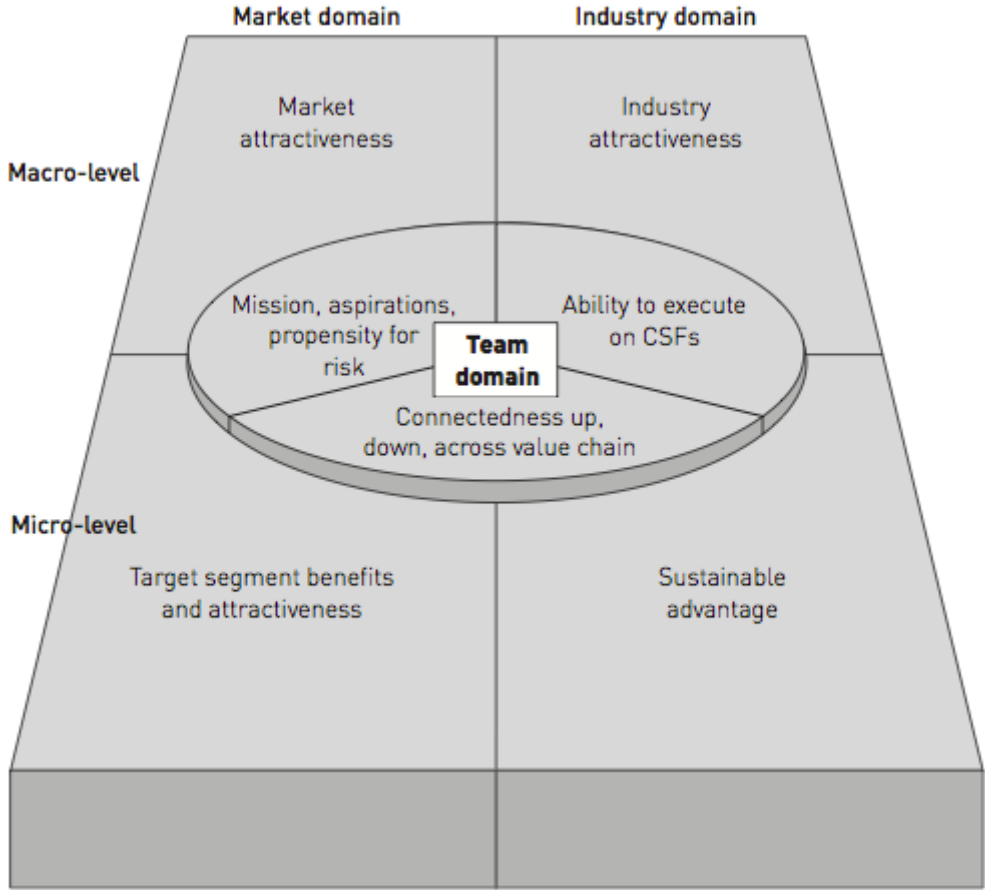 Market domain
Industry domain
Market
attractiveness
Industry
attractiveness
Macro-level
Mission, aspirations,
propensity for
risk
Ability to execute
on CSFs
Team
domain
Connectedness up,
down, across value chain
Micro-level
Target segment benefits
and attractiveness
Sustainable
advantage